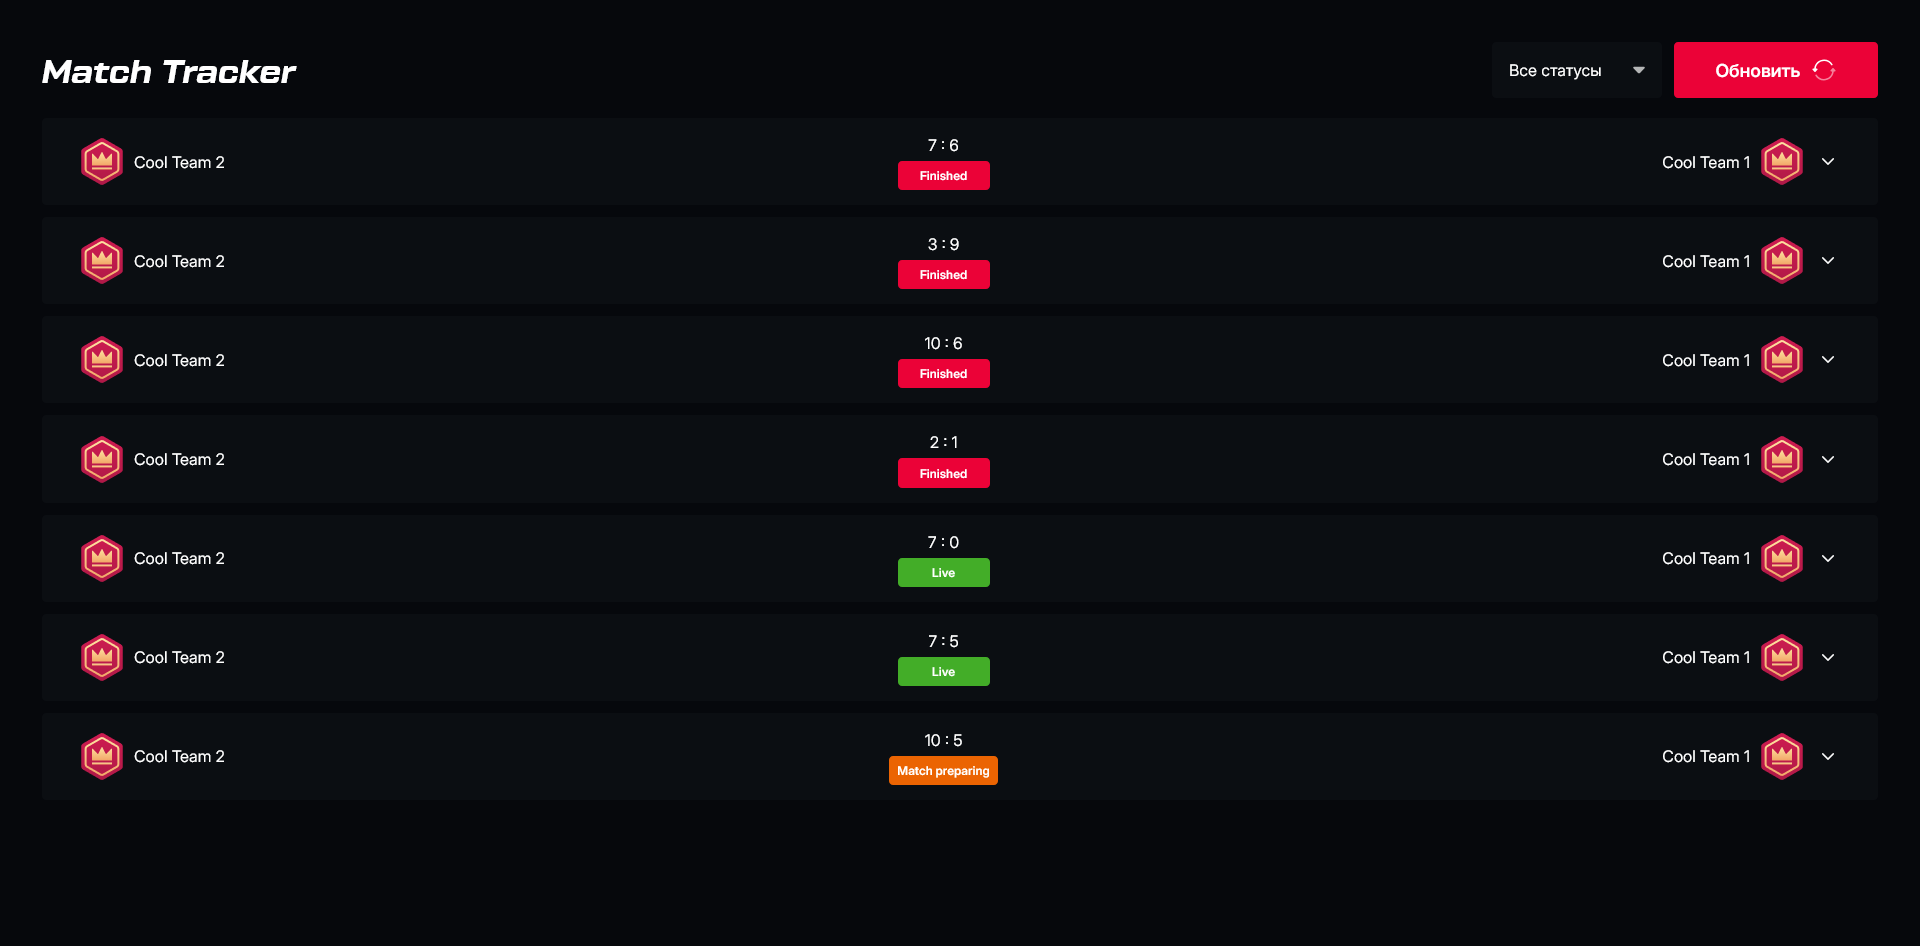 Match Tracker
Все статусы
Обновить
7 : 6
Cool Team 2
Cool Team 1
Finished
3 : 9
Cool Team 2
Cool Team 1
Finished
10 : 6
Cool Team 2
Cool Team 1
Finished
2 : 1
Cool Team 2
Cool Team 1
Finished
7 : 0
Cool Team 2
Cool Team 1
Live
7 : 5
Cool Team 2
Cool Team 1
Live
10 : 5
Cool Team 2
Cool Team 1
Match preparing